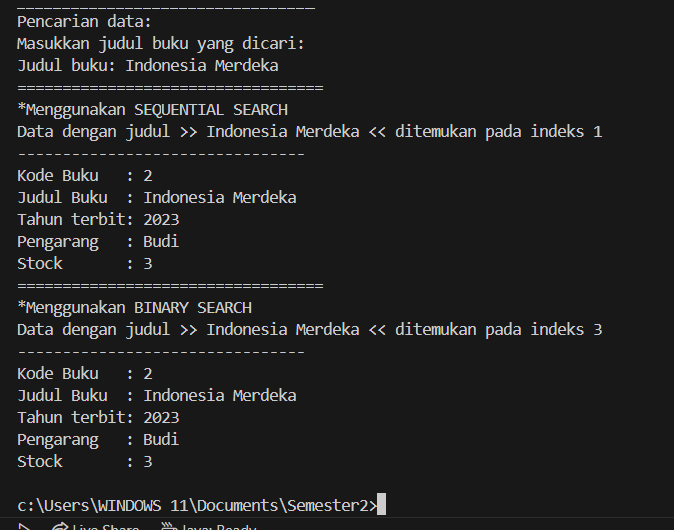 _________________________________
Pencarian data:
Masukkan judul buku yang dicari:
Judul buku: Indonesia Merdeka
==================================
*Menggunakan SEQUENTIAL SEARCH
Data dengan judul >> Indonesia Merdeka << ditemukan pada indeks 1
--------------------------------
Kode Buku   : 2
Judul Buku  : Indonesia Merdeka
Tahun terbit: 2023
Pengarang   : Budi
Stock       : 3
==================================
*Menggunakan BINARY SEARCH
Data dengan judul >> Indonesia Merdeka << ditemukan pada indeks 3
--------------------------------
Kode Buku   : 2
Judul Buku  : Indonesia Merdeka
Tahun terbit: 2023
Pengarang   : Budi
Stock       : 3
c:\Users\WINDOWS 11\Documents\Semester2>
Live Share Java: Ready